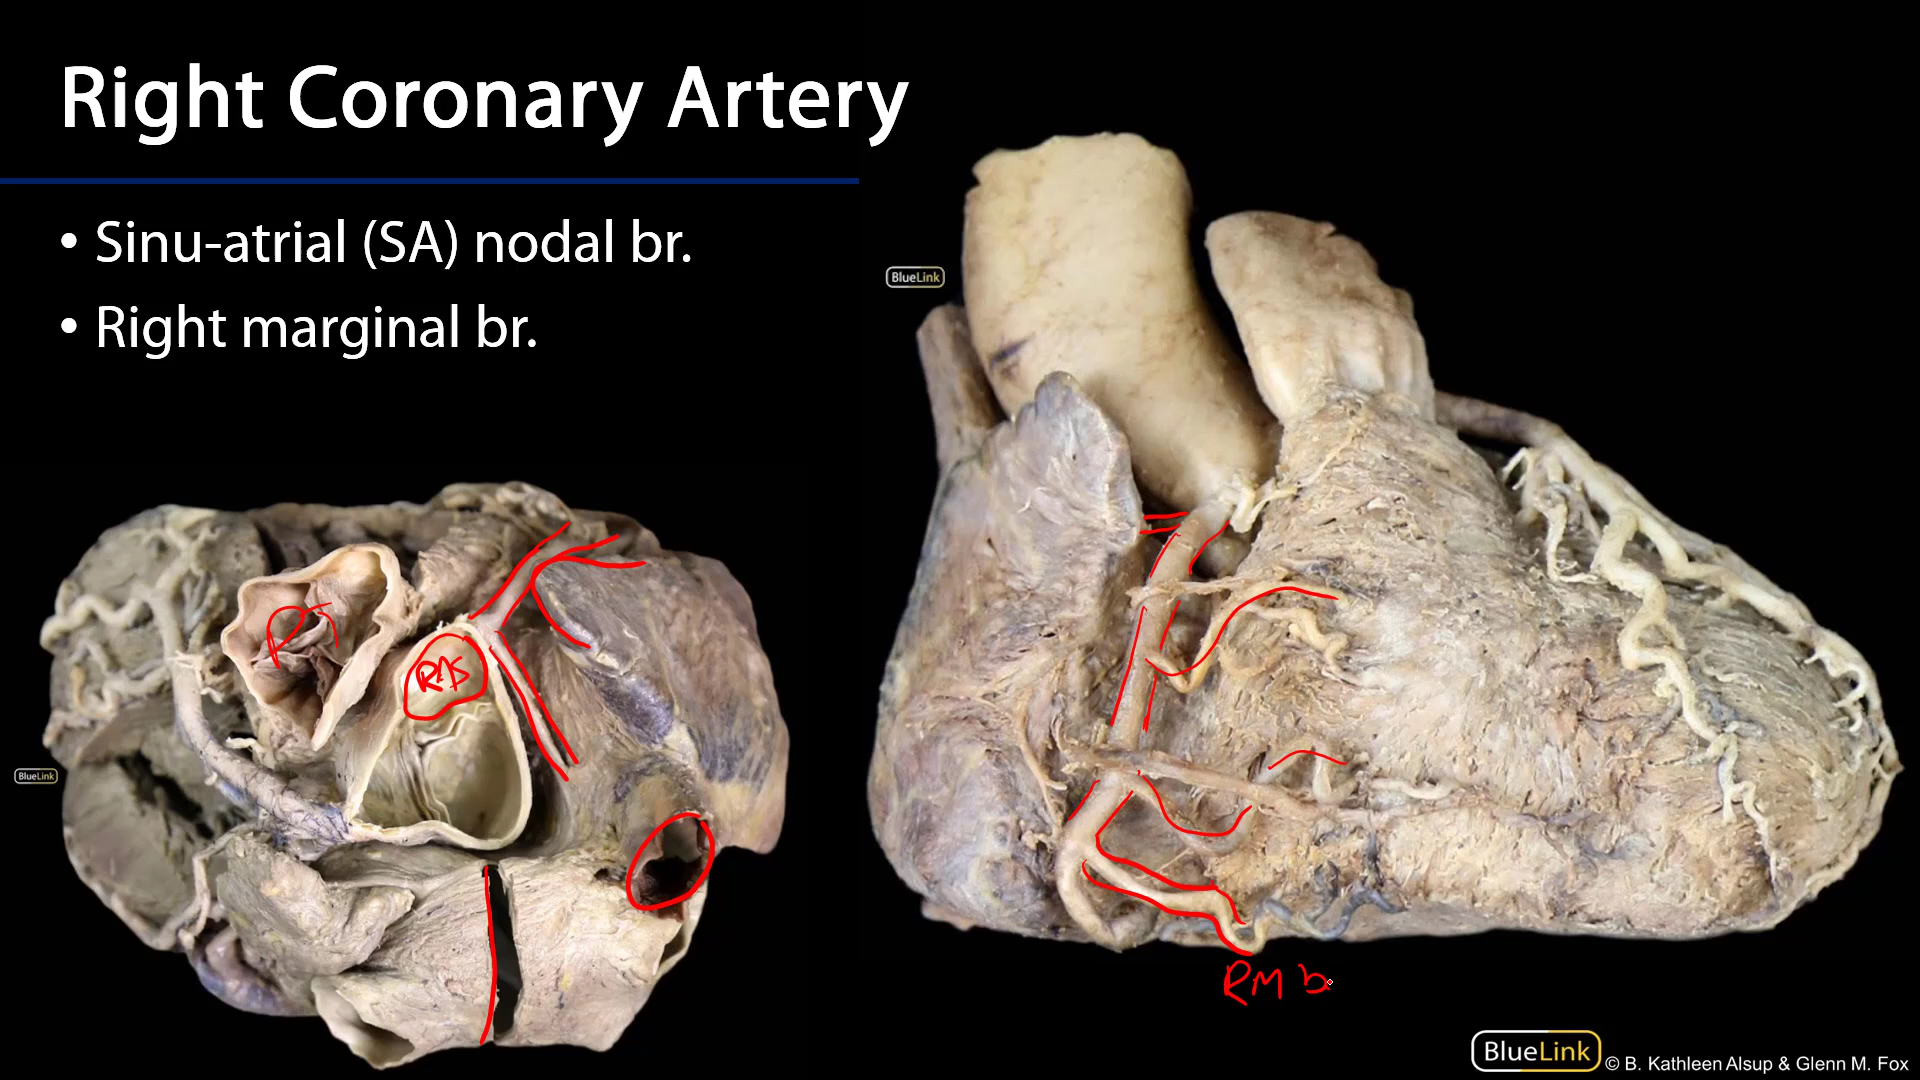 Right Coronary Artery
• Sinu-atrial (SA) nodal br.
• Right marginal br.
BlueLink
PT
RAS
BlueLink
RM b
BlueLink © B. Kathleen Alsup & Glenn M. Fox